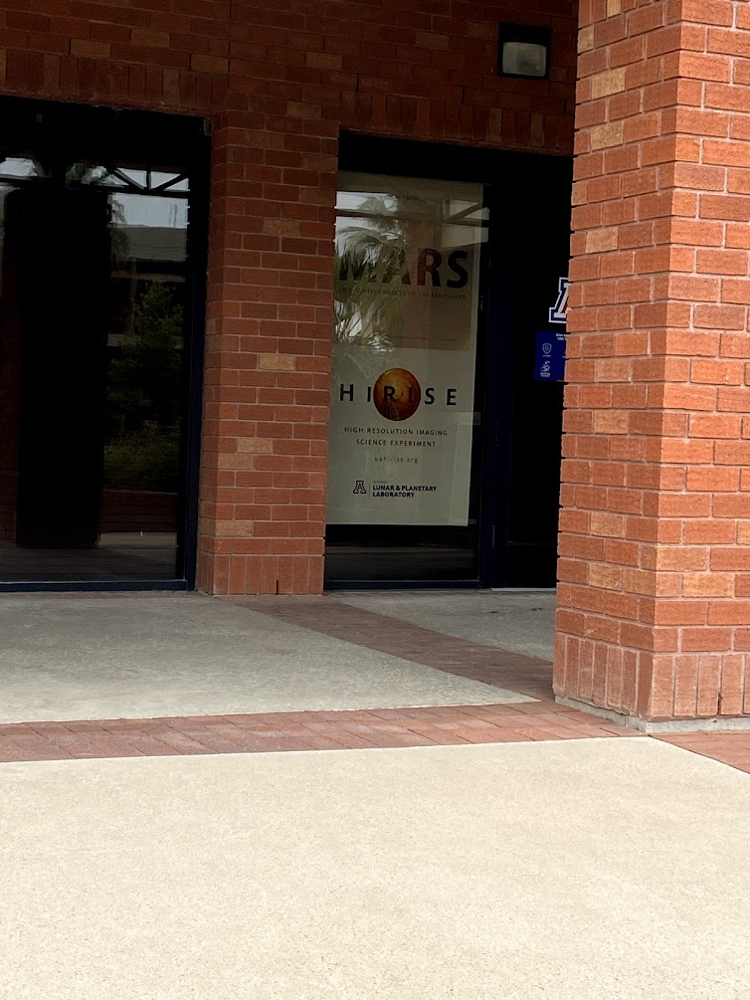 MARS
HIRISE
HIGH RESOLUTION IMAGING
SCIENCE EXPERIMENT
uahirise.org
A
LUNAR & PLANETARY
LABORATORY
A